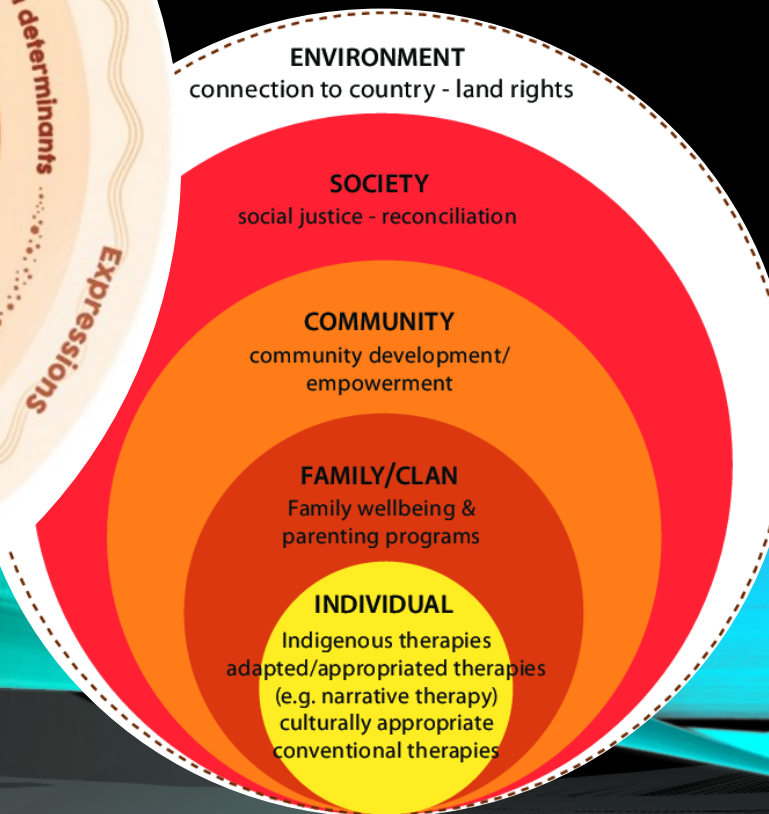 determinants
Expressions
ENVIRONMENT
connection to country - land rights
SOCIETY
social justice - reconciliation
COMMUNITY
community development/
empowerment
FAMILY/CLAN
Family wellbeing &
parenting programs
INDIVIDUAL
Indigenous therapies
adapted/appropriated therapies
(e.g. narrative therapy)
culturally appropriate
conventional therapies